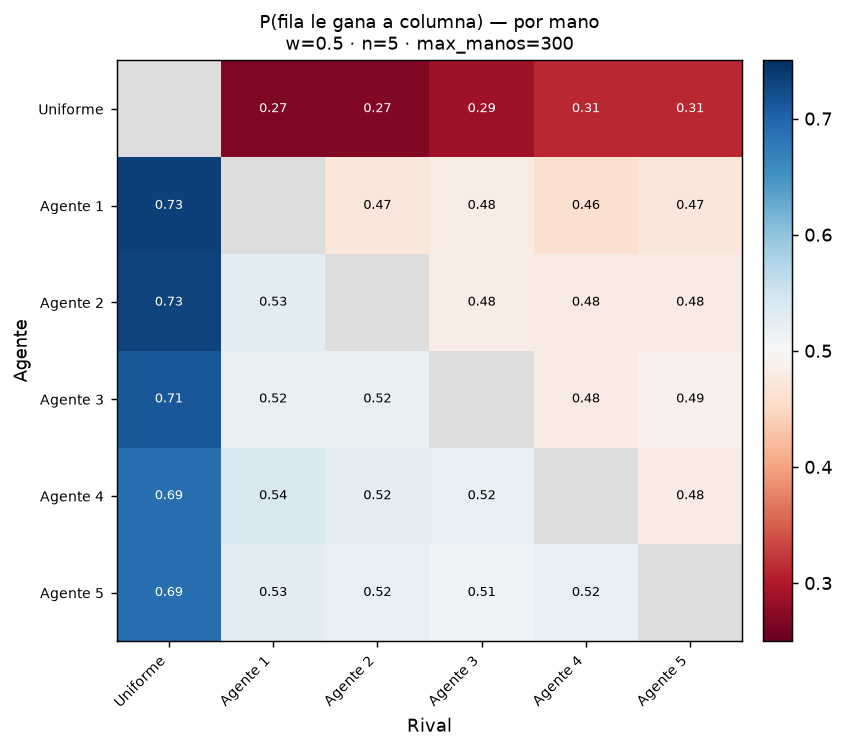 P(fila le gana a columna) — por mano
w=0.5 · n=5 · max_manos=300
Uniforme 0.27 0.27 0.29 0.31 0.31
Agente 1 0.73 0.47 0.48 0.46 0.47
Agente 2 0.73 0.53 0.48 0.48 0.48
Agente 3 0.71 0.52 0.52 0.48 0.49
Agente 4 0.69 0.54 0.52 0.52 0.48
Agente 5 0.69 0.53 0.52 0.51 0.52
Agente
Uniforme Agente 1 Agente 2 Agente 3 Agente 4 Agente 5
Rival
0.7
0.6
0.5
0.4
0.3